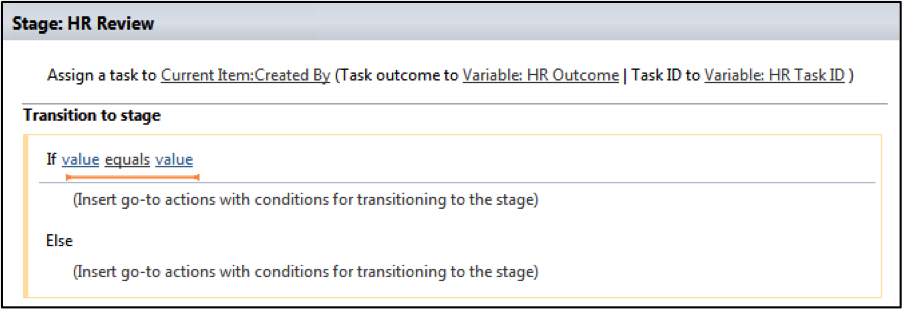 Stage: HR Review
Assign a task to Current Item:Created By (Task outcome to Variable: HR Outcome | Task ID to Variable: HR Task ID )
Transition to stage
If value equals value
(Insert go-to actions with conditions for transitioning to the stage)
Else
(Insert go-to actions with conditions for transitioning to the stage)